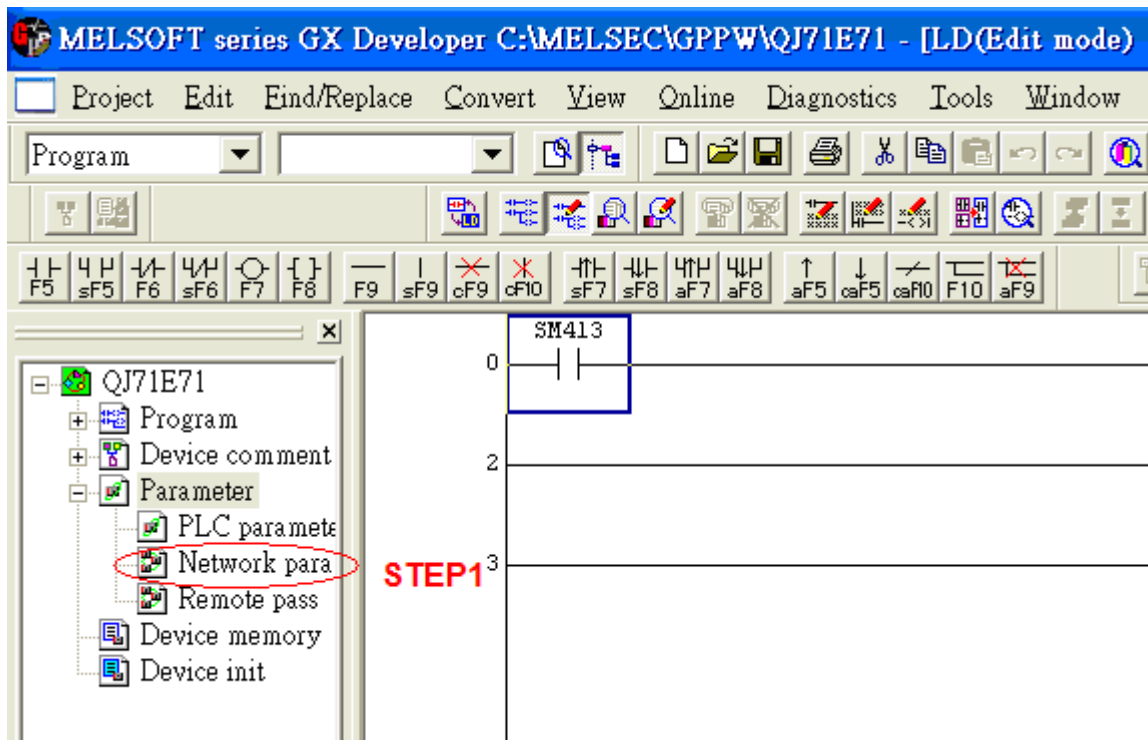 MELSOFT series GX Developer C:\MELSEC\GPPW\QJ71E71 - [LD(Edit mode)
Project Edit Find/Replace Convert View Online Diagnostics Tools Window
Program
F5 sF5 F6 sF6 F7 F8 F9 sF9 cF9 cF10 sF7 sF8 aF7 aF8 aF5 caF5 caF10 F10 aF9
SM413
0
QJ71E71
Program
Device comment
2
Parameter
PLC paramete
Network para
STEP1 3
Remote pass
Device memory
Device init